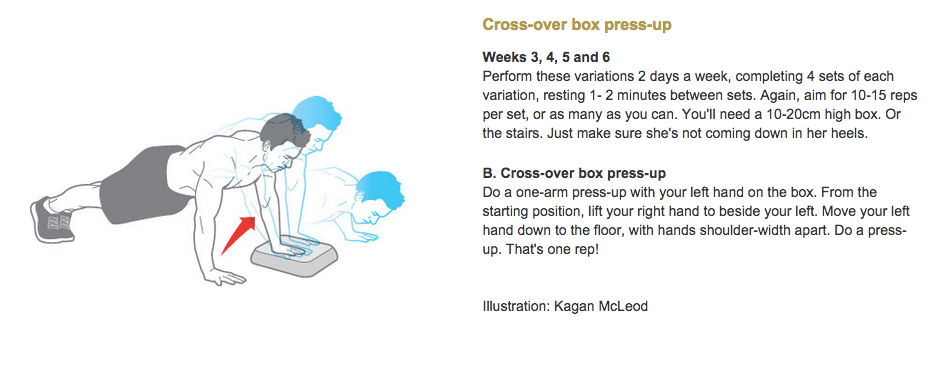 Cross-over box press-up
Weeks 3, 4, 5 and 6
Perform these variations 2 days a week, completing 4 sets of each
variation, resting 1- 2 minutes between sets. Again, aim for 10-15 reps
per set, or as many as you can. You'll need a 10-20cm high box. Or
the stairs. Just make sure she's not coming down in her heels.
B. Cross-over box press-up
Do a one-arm press-up with your left hand on the box. From the
starting position, lift your right hand to beside your left. Move your left
hand down to the floor, with hands shoulder-width apart. Do a press-
up. That's one rep!
Illustration: Kagan McLeod